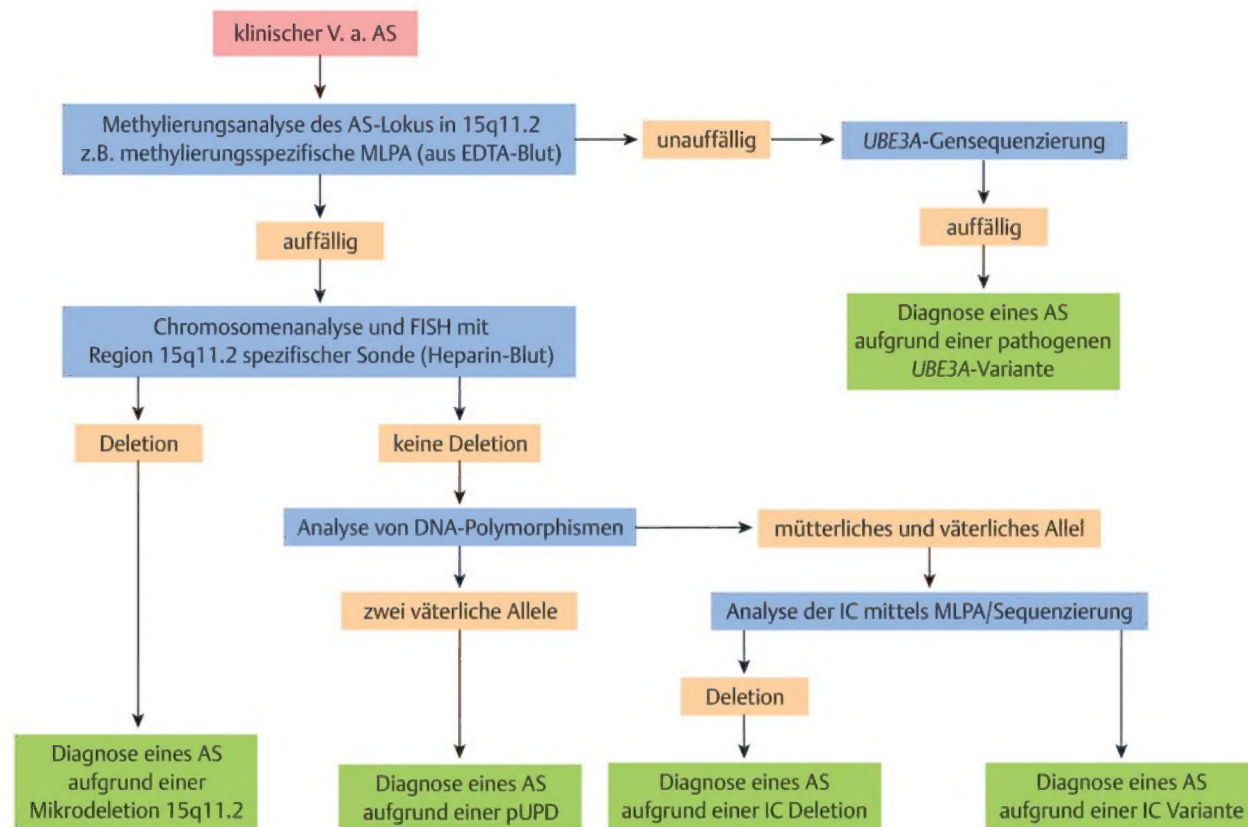 klinischer V. a. AS
Methylierungsanalyse des AS-Lokus in 15q11.2
z.B. methylierungsspezifische MLPA (aus EDTA-Blut)
unauffällig
UBE3A-Gensequenzierung
auffällig
auffällig
Chromosomenanalyse und FISH mit
Region 15q11.2 spezifischer Sonde (Heparin-Blut)
Diagnose eines AS
aufgrund einer pathogenen
UBE3A-Variante
Deletion
keine Deletion
Analyse von DNA-Polymorphismen
mütterliches und väterliches Allel
zwei väterliche Allele
Analyse der IC mittels MLPA/Sequenzierung
Deletion
Diagnose eines AS
aufgrund einer
Mikrodeletion 15q11.2
Diagnose eines AS
aufgrund einer pUPD
Diagnose eines AS
aufgrund einer IC Deletion
Diagnose eines AS
aufgrund einer IC Variante